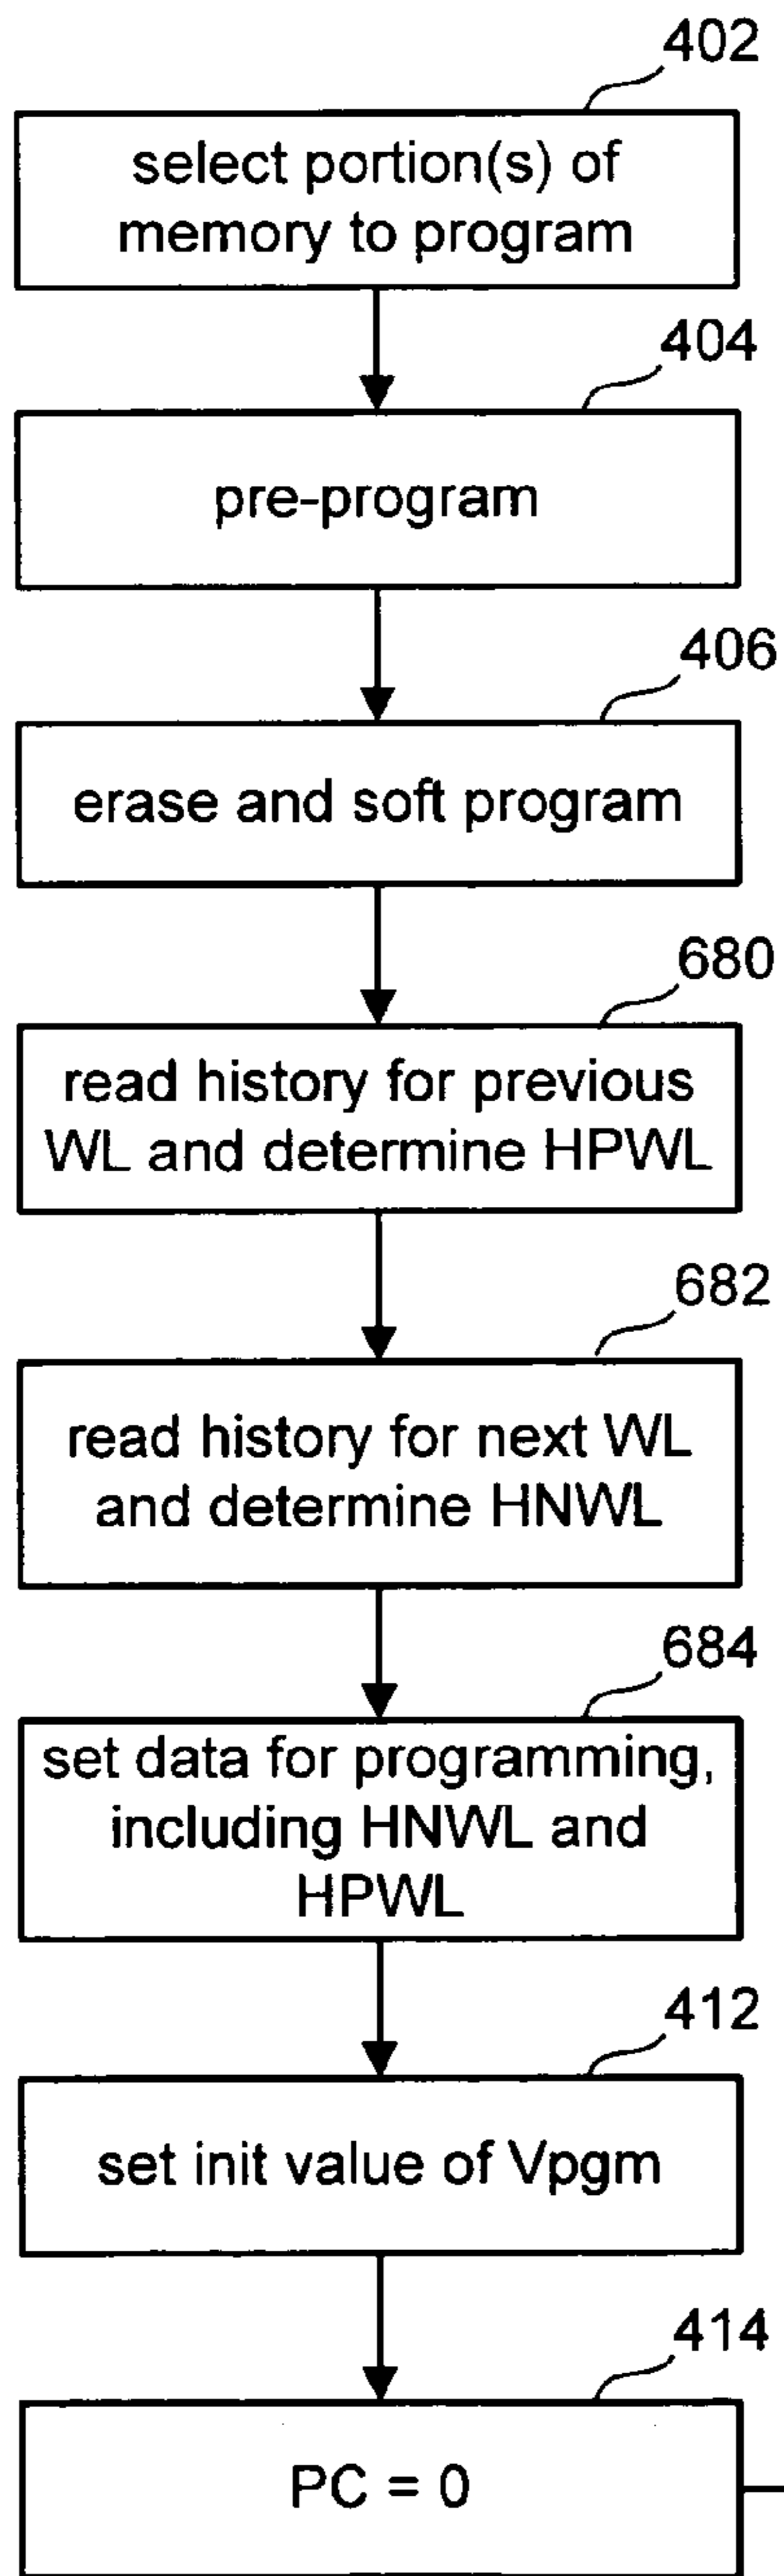 402
select portion(s) of
memory to program
404
pre-program
406
erase and soft program
680
read history for previous
WL and determine HPWL
682
read history for next WL
and determine HNWL
684
set data for programming,
including HNWL and
HPWL
412
set init value of Vpgm
414
PC = 0